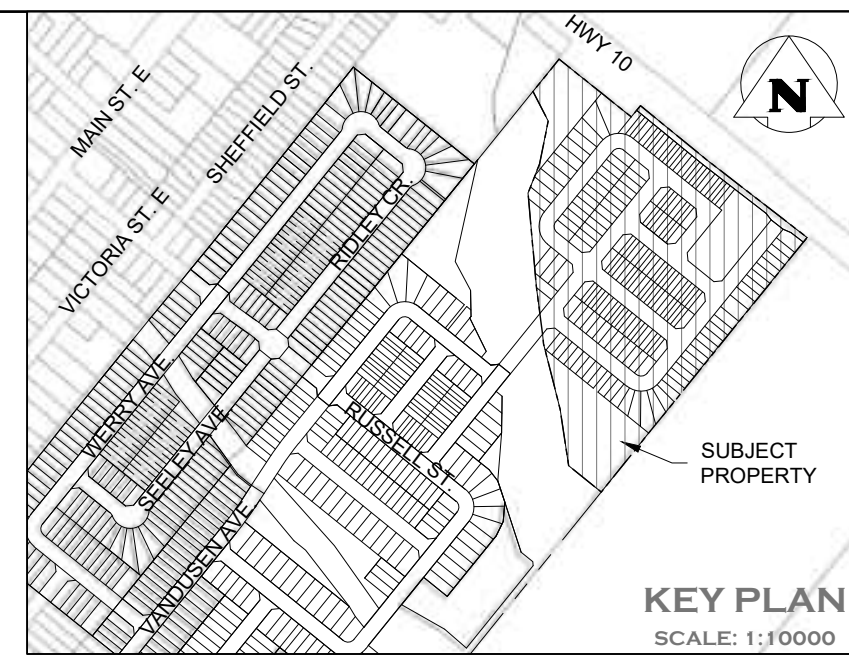 HWY 10
MAIN ST. E
SHEFFIELD ST.
N
VICTORIA ST. E
RIDLEY CR.
WERRY AVE.
SEELEY AVE
RUSSELL ST.
VANDUSEN AVE.
SUBJECT
PROPERTY
KEY PLAN
SCALE: 1:10000